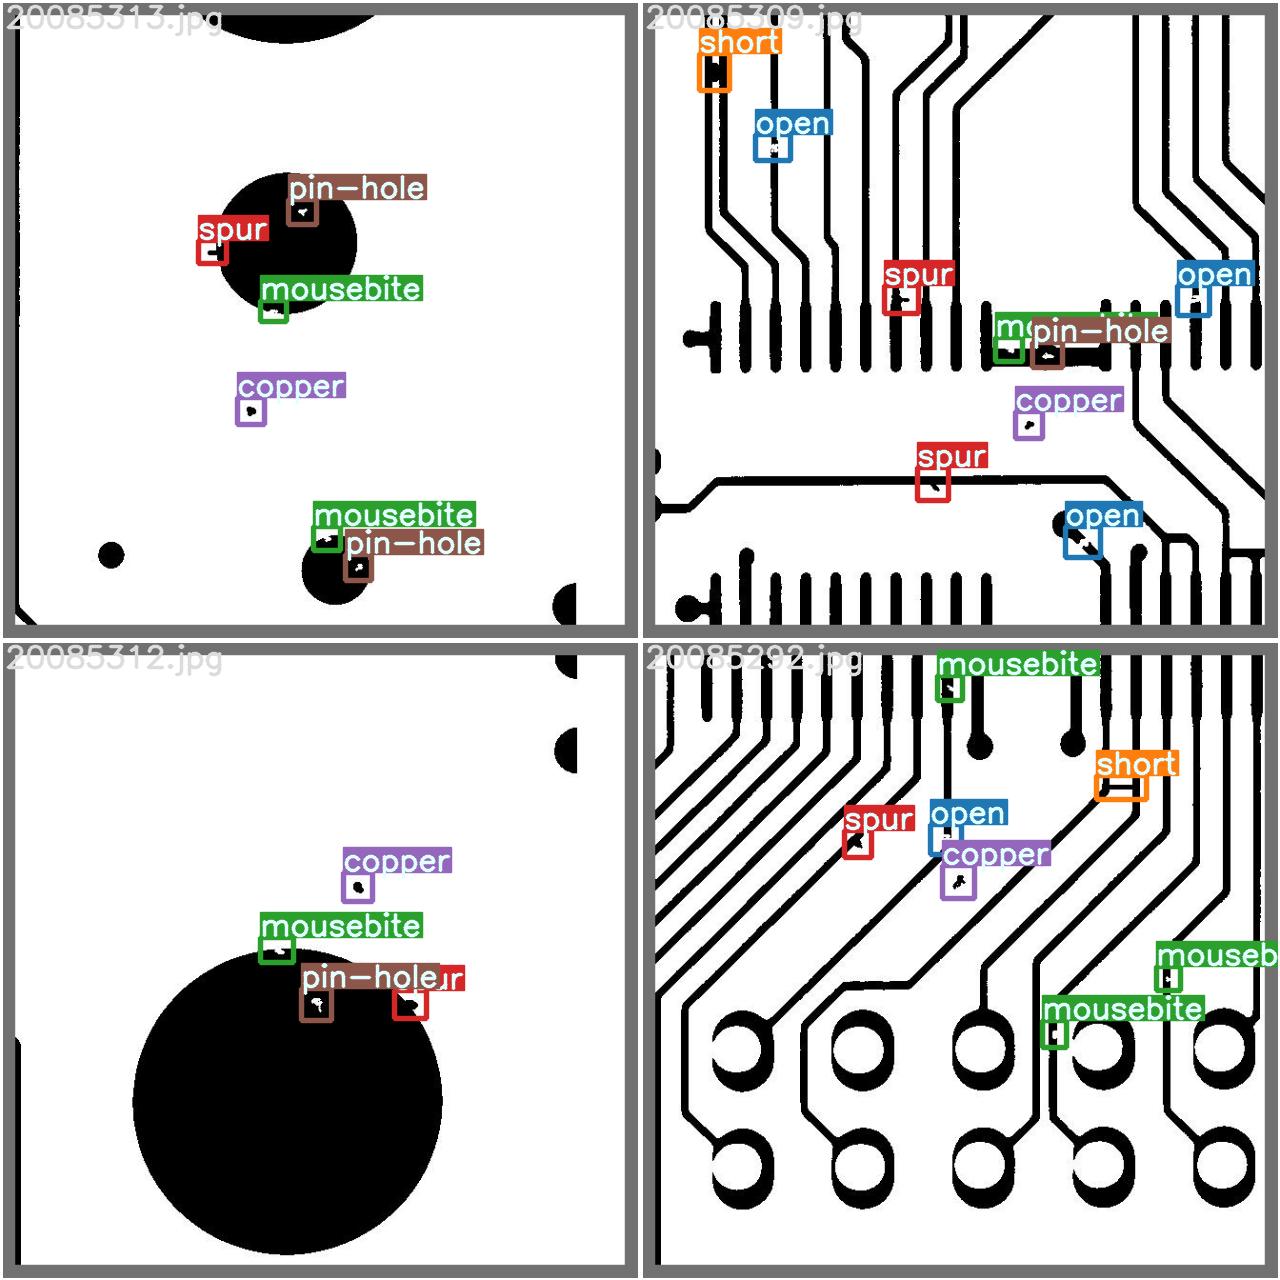 20085313.jpg
pin-hole
spur
mousebite
copper
mousebite
pin-hole
20085309.jpg
short
open
spur
open
pin-hole
copper
spur
open
20085312.jpg
copper
mousebite
pin-hole
20085292.jpg
mousebite
short
spur
open
copper
mouseb
mousebite